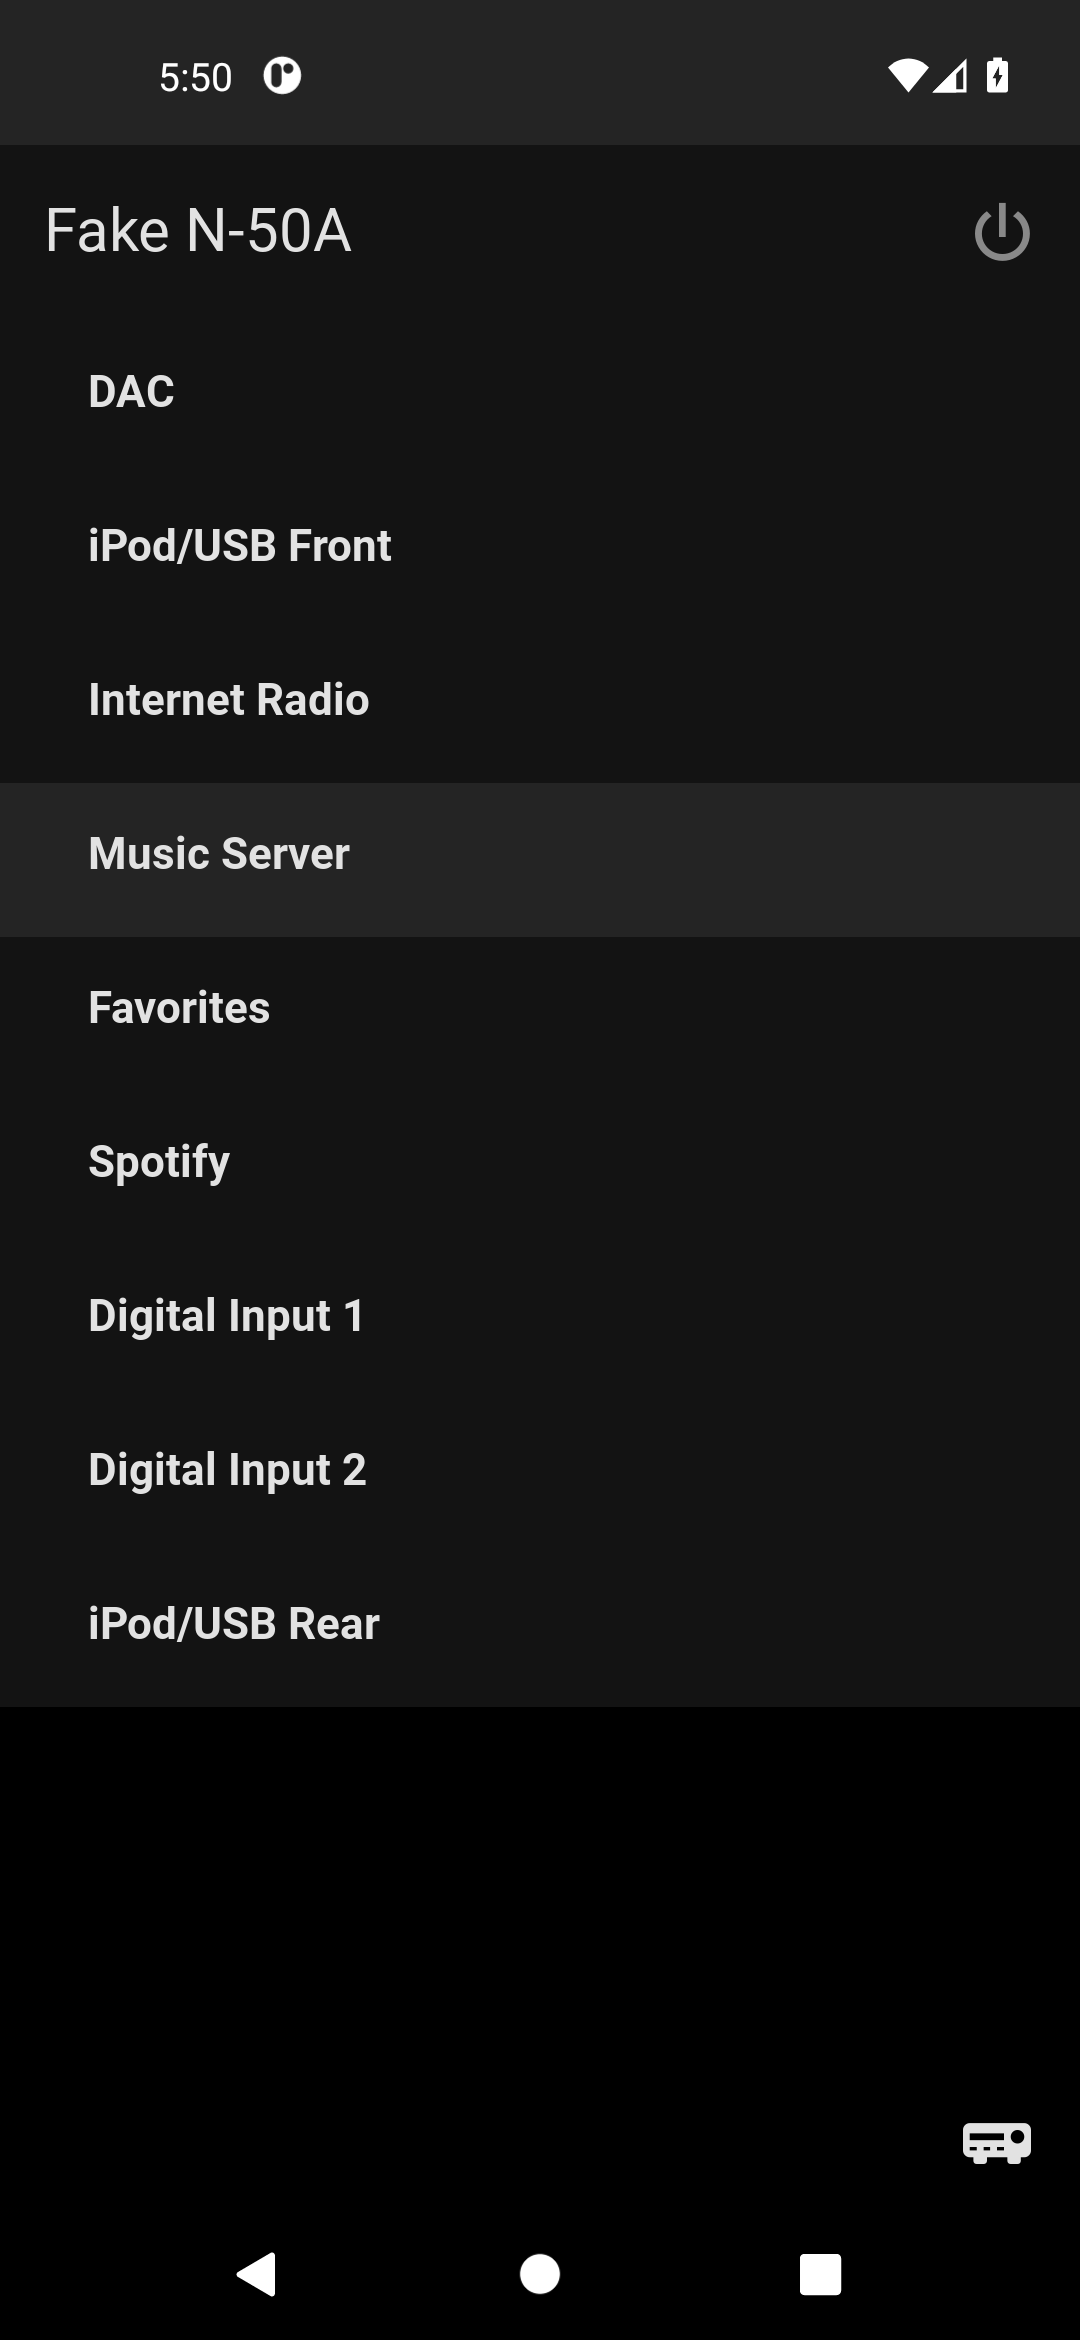 5:50
Fake N-50A
DAC
iPod/USB Front
Internet Radio
Music Server
Favorites
Spotify
Digital Input 1
Digital Input 2
iPod/USB Rear